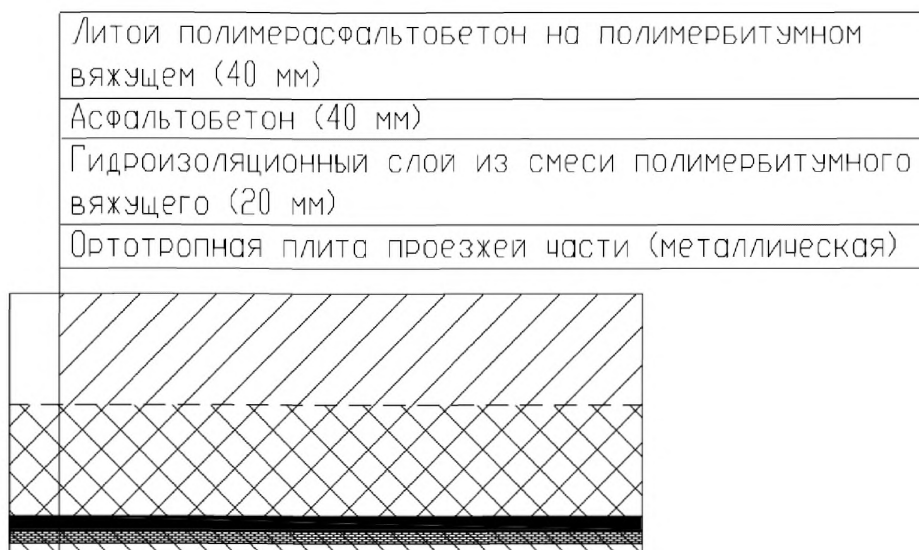 Литой полимерасфальтобетон на полимербитумном
вяжущем (40 мм)
Асфальтобетон (40 мм)
Гидроизоляционный слой из смеси полимербитумного
вяжущего (20 мм)
Ортотропная плита проезжей части (металлическая)